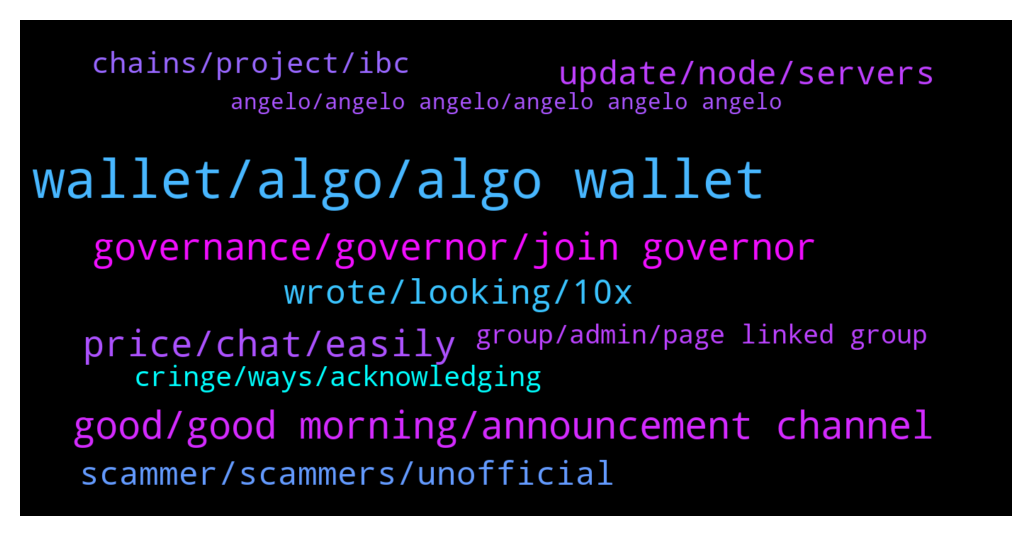 chains/project/ibc
update/node/servers
angelo/angelo angelo/angelo angelo angelo
wallet/algo/algo wallet
governance/governor/join governor
wrote/looking/10x
price/chat/easily
group/admin/page linked group
cringe/ways/acknowledging
good/good morning/announcement channel
scammer/scammers/unofficial